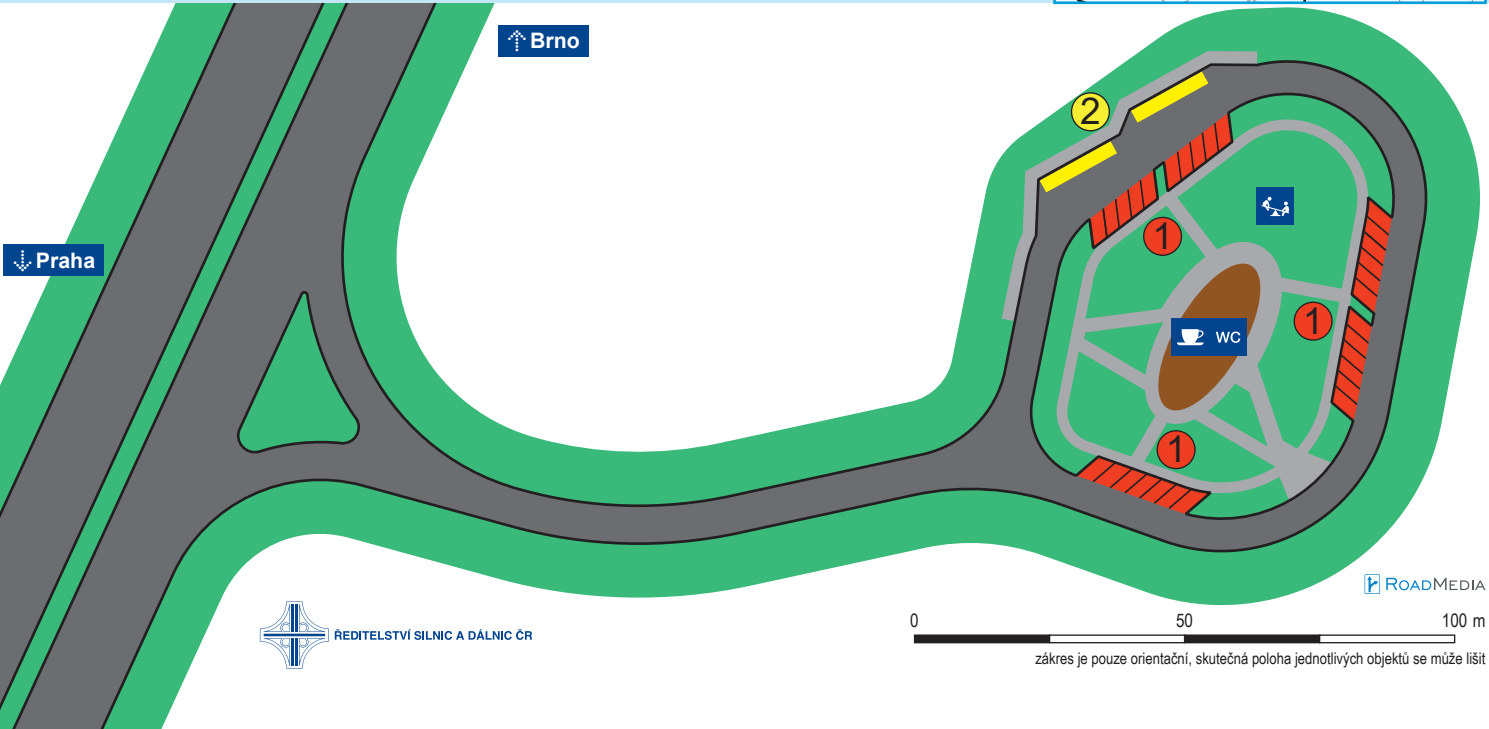 Brno
2
Praha
1
1
WC
1
ROADMEDIA
0 50 100 m
ŘEDITELSTVÍ SILNIC A DÁLNIC ČR
zákres je pouze orientační, skutečná poloha jednotlivých objektů se může lišit